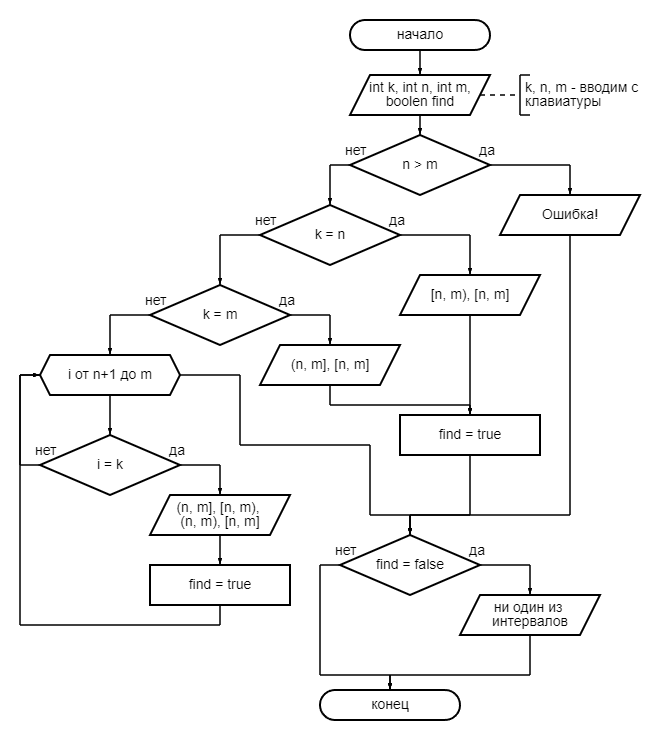 начало
int k, int n, int m,
boolen find
k, n, m - вводим с
клавиатуры
n > m
нет
да
Ошибка!
k = n
нет
да
[n, m), [n, m]
k = m
нет
да
(n, m], [n, m]
i от n+1 до m
find = true
i = k
нет
да
(n, m], [n, m),
(n, m), [n, m]
find = true
find = false
нет
да
ни один из
интервалов
конец